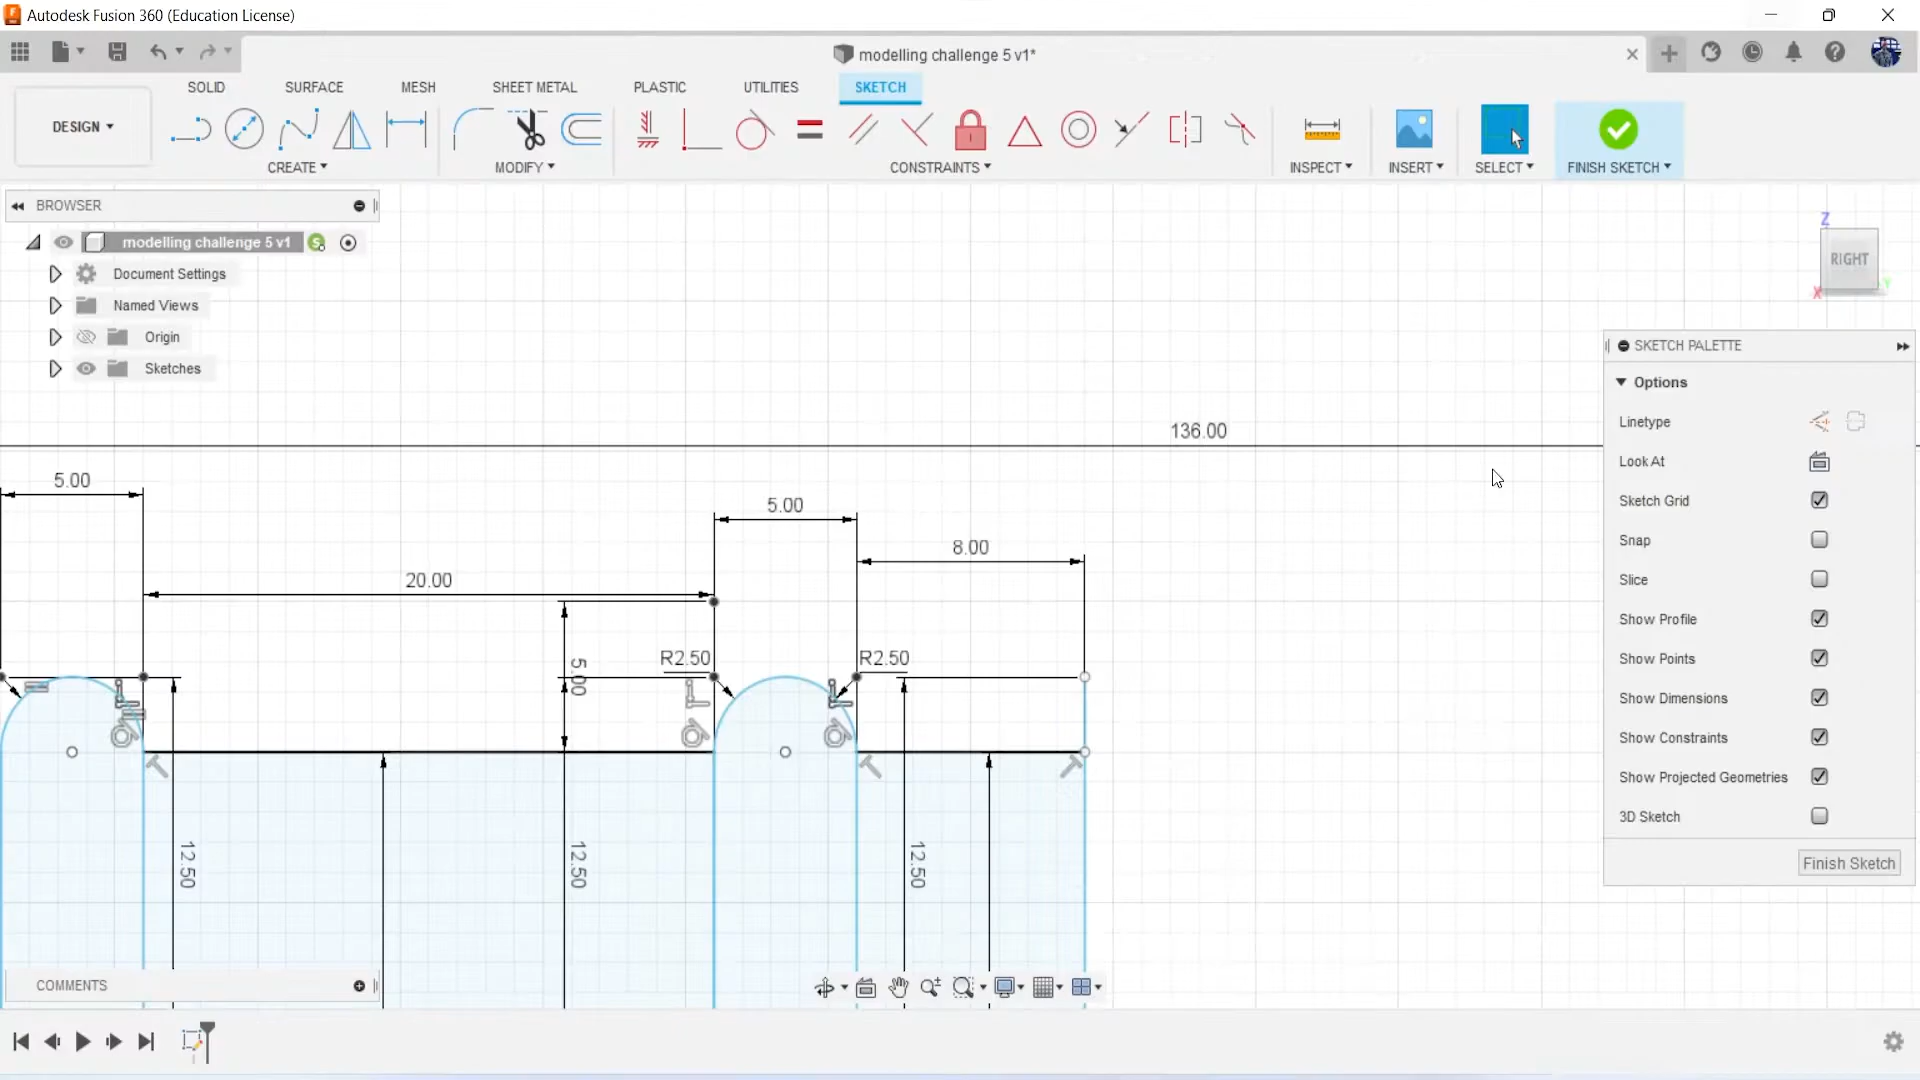 Autodesk Fusion 360 (Education License)
modelling challenge 5 v1*
SOLID SURFACE MESH SHEET METAL PLASTIC UTILITIES SKETCH
DESIGN
CREATE MODIFY CONSTRAINTS INSPECT INSERT SELECT FINISH SKETCH
BROWSER
modelling challenge 5 v1
Document Settings
Named Views
Origin
Sketches
Z
RIGHT
X
Y
SKETCH PALETTE
Options
Linetype
Look At
Sketch Grid
Snap
Slice
Show Profile
Show Points
Show Dimensions
Show Constraints
Show Projected Geometries
3D Sketch
Finish Sketch
136.00
5.00
5.00
8.00
20.00
5.00
R2.50
R2.50
12.50
12.50
12.50
COMMENTS